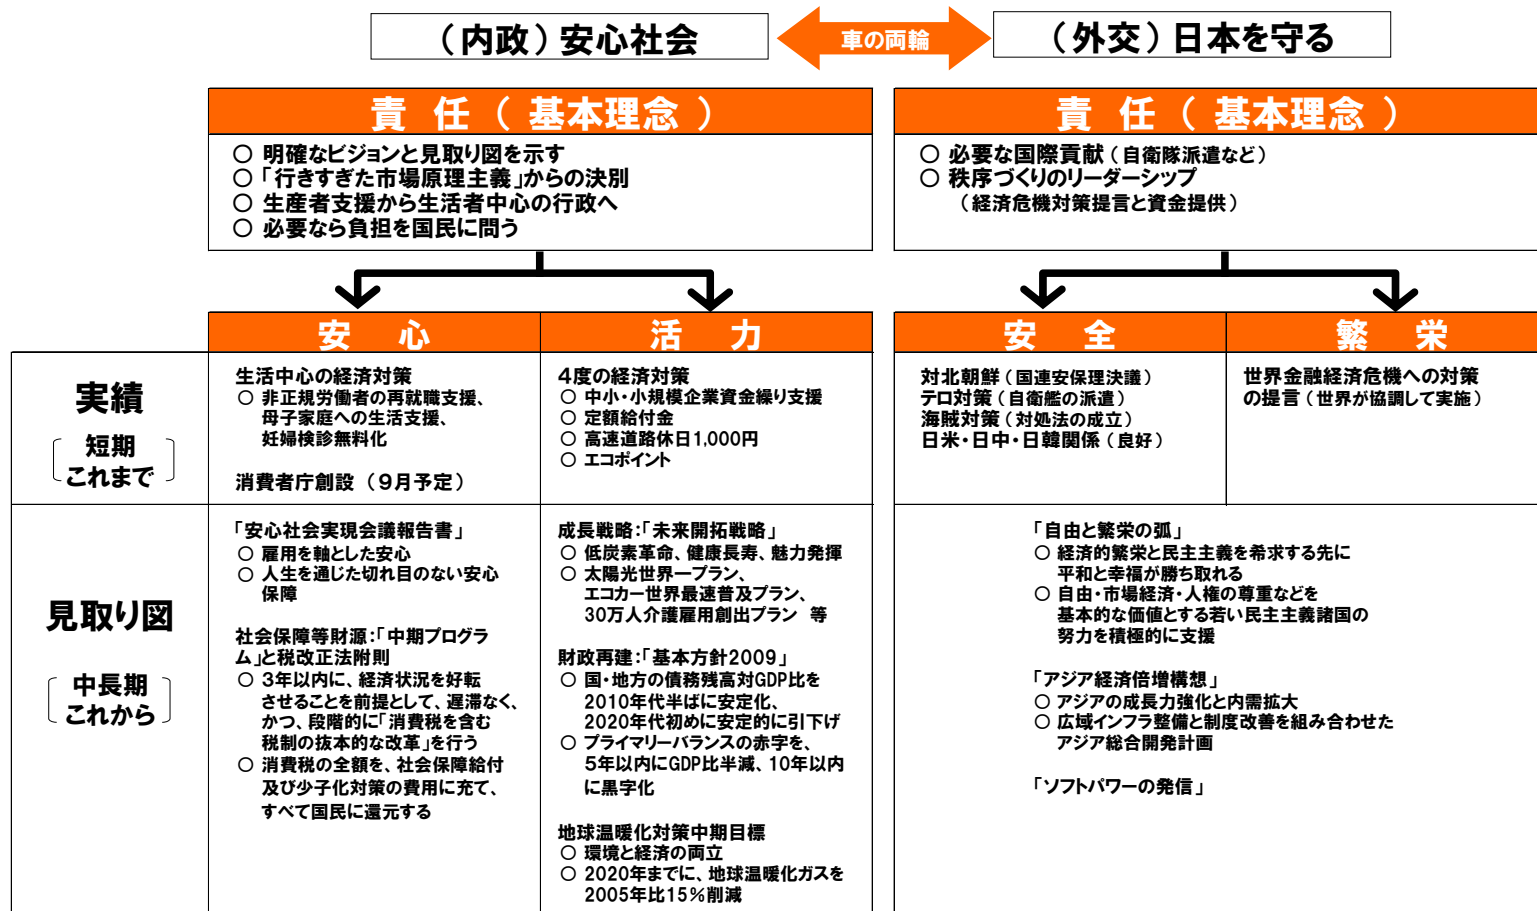 （内政）安心社会
車の両輪
（外交）日本を守る
責 任 （ 基本理念 ）
○ 明確なビジョンと見取り図を示す
○ 「行きすぎた市場原理主義」からの決別
○ 生産者支援から生活者中心の行政へ
○ 必要なら負担を国民に問う
責 任 （ 基本理念 ）
○ 必要な国際貢献（自衛隊派遣など）
○ 秩序づくりのリーダーシップ
（経済危機対策提言と資金提供）
安 心
活 力
安 全
繁 栄
実績
短期
これまで
生活中心の経済対策
○ 非正規労働者の再就職支援、
母子家庭への生活支援、
妊婦検診無料化
消費者庁創設（９月予定）
４度の経済対策
○ 中小・小規模企業資金繰り支援
○ 定額給付金
○ 高速道路休日1,000円
○ エコポイント
対北朝鮮（国連安保理決議）
テロ対策（自衛艦の派遣）
海賊対策（対処法の成立）
日米・日中・日韓関係（良好）
世界金融経済危機への対策
の提言（世界が協調して実施）
見取り図
中長期
これから
「安心社会実現会議報告書」
○ 雇用を軸とした安心
○ 人生を通じた切れ目のない安心
保障
社会保障等財源：「中期プログラ
ム」と税改正法附則
○ ３年以内に、経済状況を好転
させることを前提として、遅滞なく、
かつ、段階的に「消費税を含む
税制の抜本的な改革」を行う
○ 消費税の全額を、社会保障給付
及び少子化対策の費用に充て、
すべて国民に還元する
成長戦略：「未来開拓戦略」
○ 低炭素革命、健康長寿、魅力発揮
○ 太陽光世界一プラン、
エコカー世界最速普及プラン、
30万人介護雇用創出プラン 等
財政再建：「基本方針2009」
○ 国・地方の債務残高対GDP比を
2010年代半ばに安定化、
2020年代初めに安定的に引下げ
○ プライマリーバランスの赤字を、
５年以内にGDP比半減、10年以内
に黒字化
地球温暖化対策中期目標
○ 環境と経済の両立
○ 2020年までに、地球温暖化ガスを
2005年比15％削減
「自由と繁栄の弧」
○ 経済的繁栄と民主主義を希求する先に
平和と幸福が勝ち取れる
○ 自由・市場経済・人権の尊重などを
基本的な価値とする若い民主主義諸国の
努力を積極的に支援
「アジア経済倍増構想」
○ アジアの成長力強化と内需拡大
○ 広域インフラ整備と制度改善を組み合わせた
アジア総合開発計画
「ソフトパワーの発信」